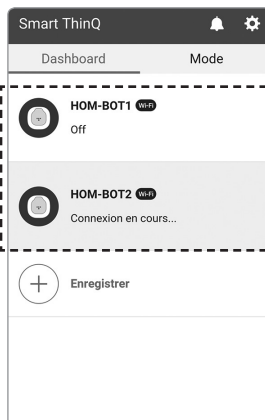 Smart ThinQ
Dashboard Mode
HOM-BOT1 Wi-Fi
Off
HOM-BOT2 Wi-Fi
Connexion en cours...
Enregistrer